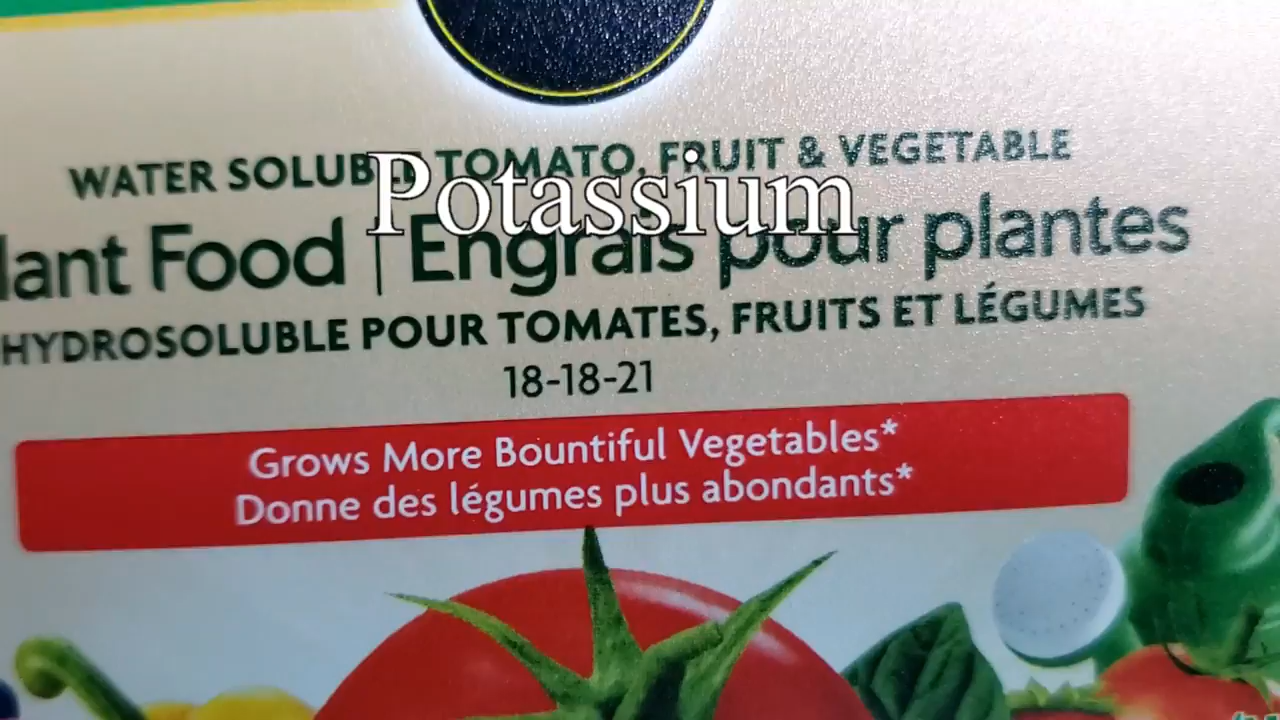 WATER SOLUBLE TOMATO, FRUIT & VEGETABLE
Potassium
lant Food | Engrais pour plantes
HYDROSOLUBLE POUR TOMATES, FRUITS ET LÉGUMES
18-18-21
Grows More Bountiful Vegetables*
Donne des légumes plus abondants*